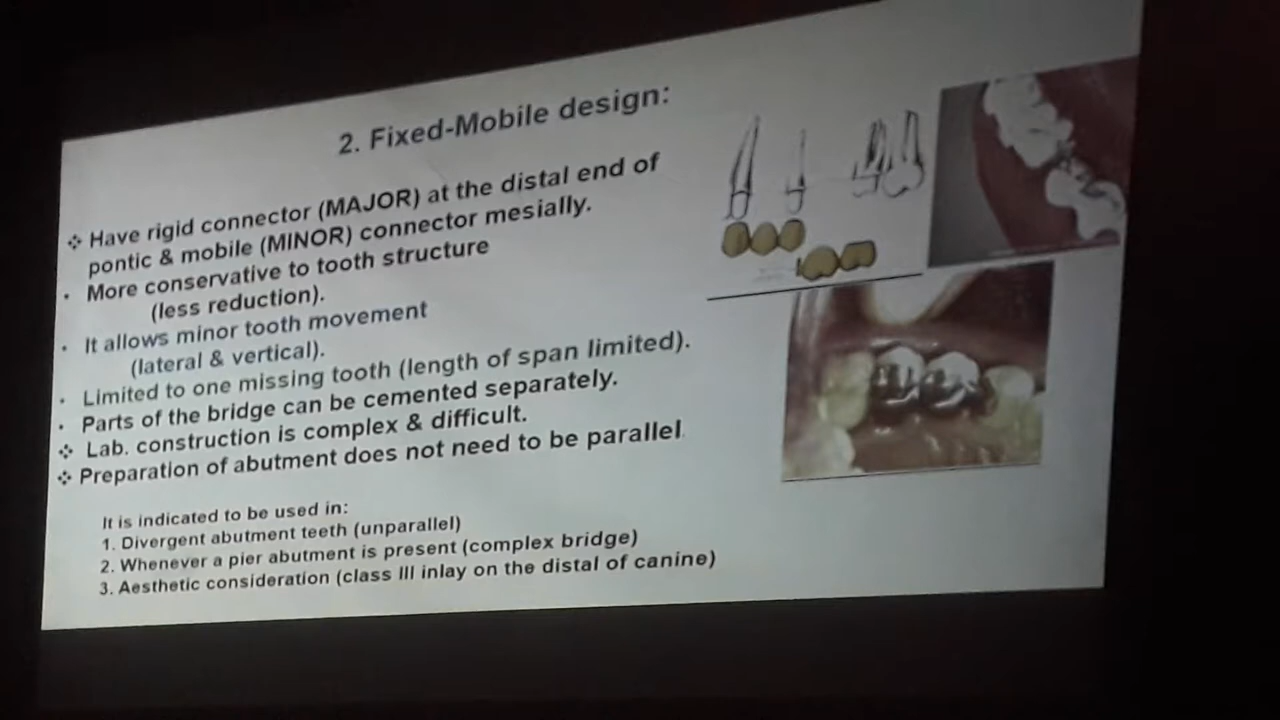 2. Fixed-Mobile design:
❖ Have rigid connector (MAJOR) at the distal end of
pontic & mobile (MINOR) connector mesially.
• More conservative to tooth structure
(less reduction).
• It allows minor tooth movement
(lateral & vertical).
• Limited to one missing tooth (length of span limited).
• Parts of the bridge can be cemented separately.
❖ Lab. construction is complex & difficult.
❖ Preparation of abutment does not need to be parallel
It is indicated to be used in:
1. Divergent abutment teeth (unparallel)
2. Whenever a pier abutment is present (complex bridge)
3. Aesthetic consideration (class III inlay on the distal of canine)